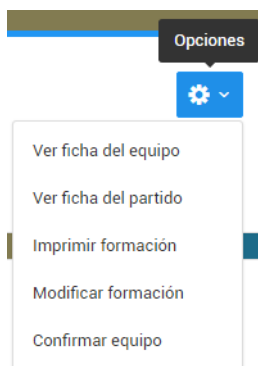 Opciones
Ver ficha del equipo
Ver ficha del partido
Imprimir formación
Modificar formación
Confirmar equipo